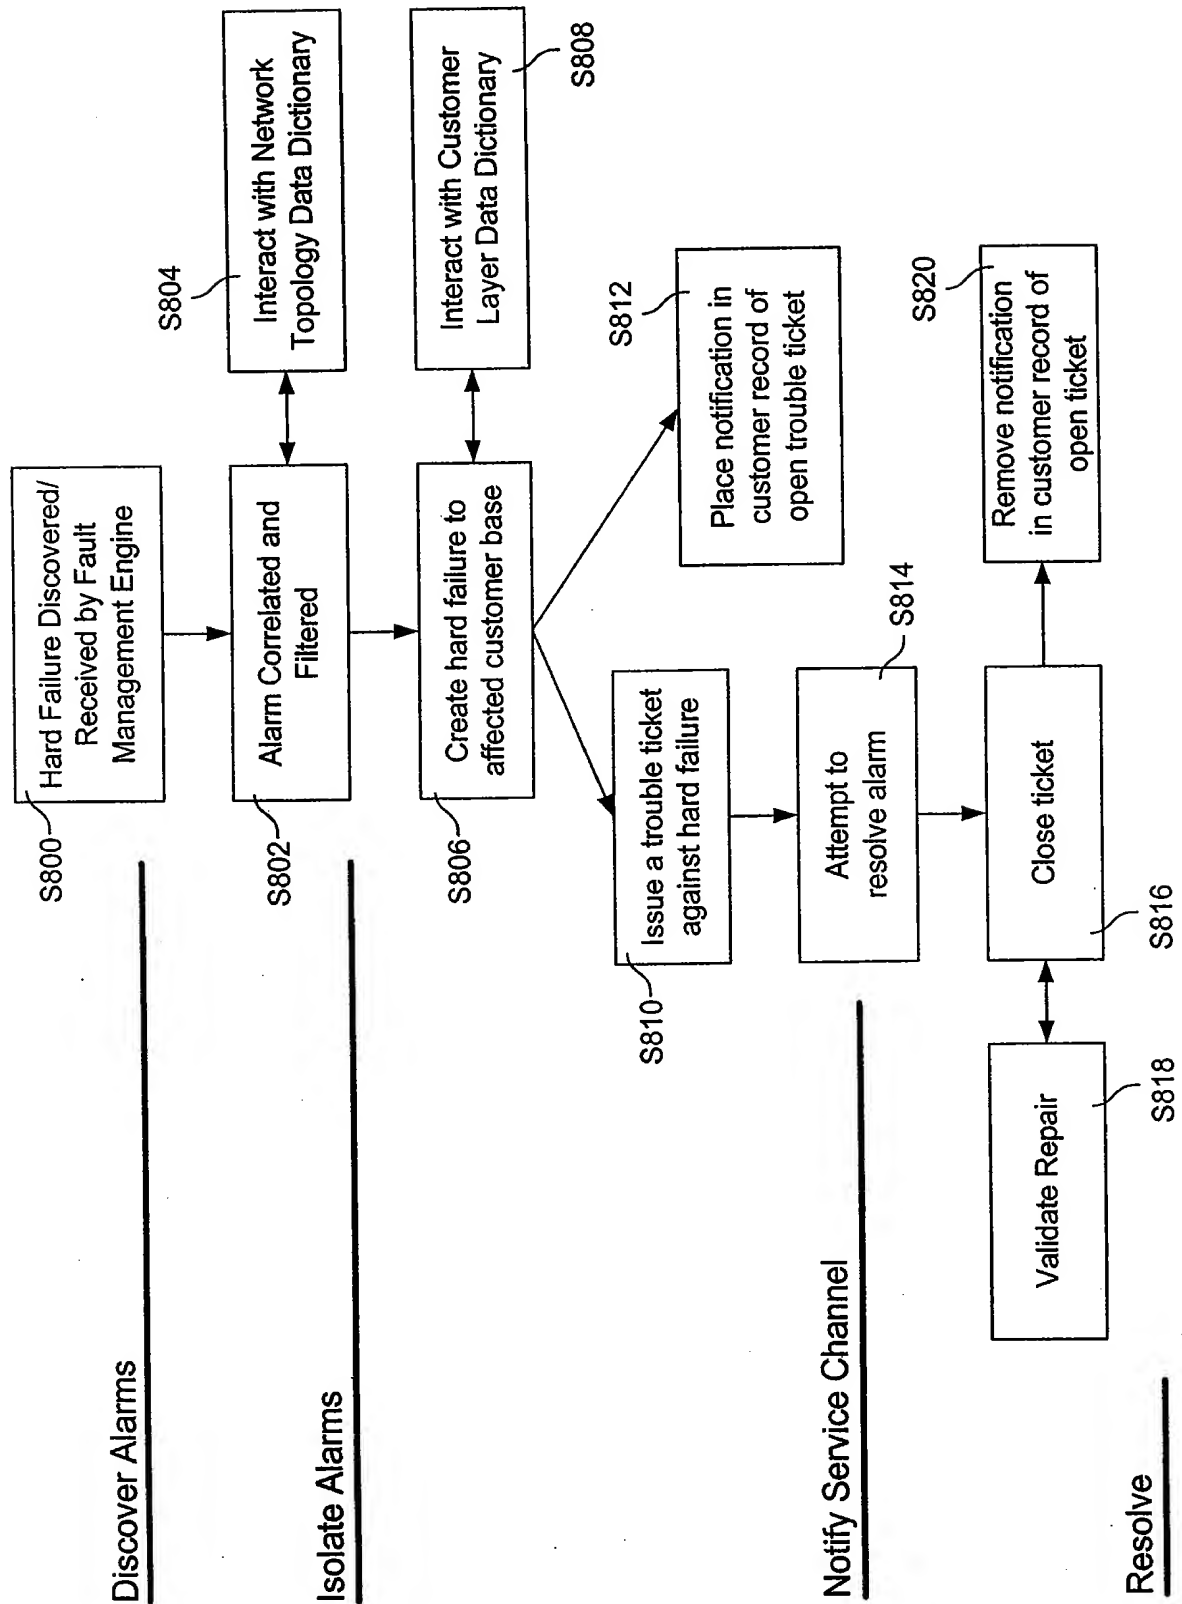 Discover Alarms
S800
Hard Failure Discovered/
Received by Fault
Management Engine
Isolate Alarms
S802
Alarm Correlated and
Filtered
S804
Interact with Network
Topology Data Dictionary
S806
Create hard failure to
affected customer base
Interact with Customer
Layer Data Dictionary
S808
S810
Issue a trouble ticket
against hard failure
S812
Place notification in
customer record of
open trouble ticket
Notify Service Channel
Attempt to
resolve alarm
S814
Validate Repair
S818
Close ticket
S816
S820
Remove notification
in customer record of
open ticket
Resolve